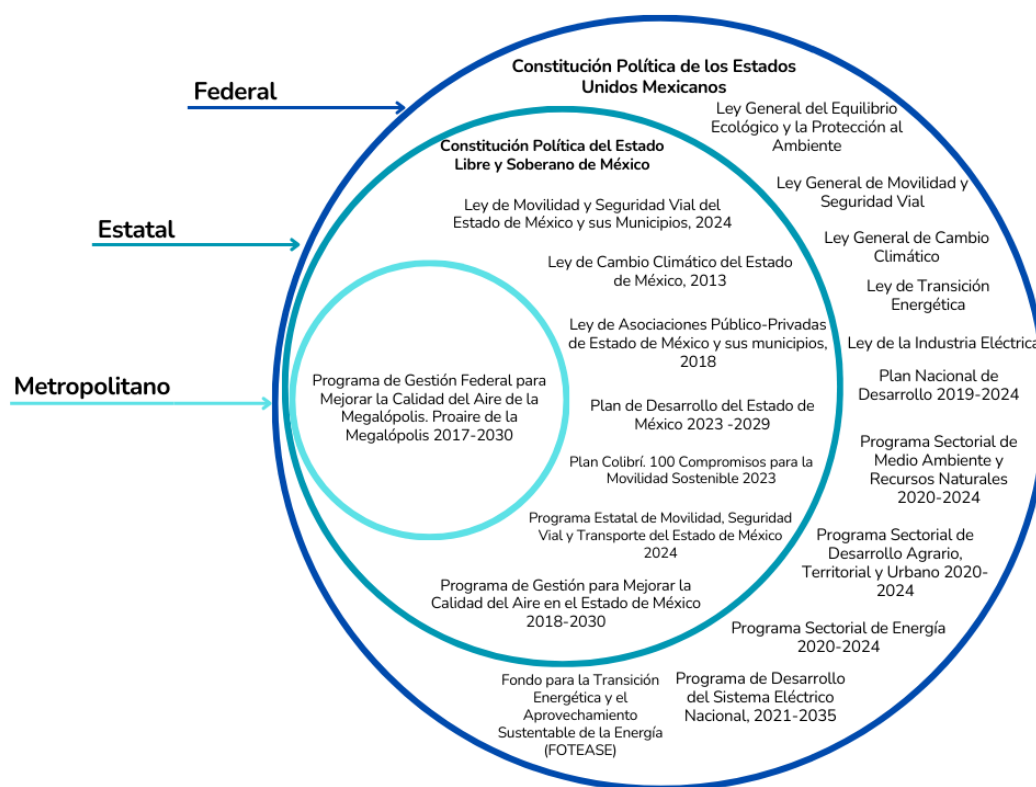 Federal
Estatal
Metropolitano
Constitución Política de los Estados
Unidos Mexicanos
Ley General del Equilibrio
Ecológico y la Protección al
Ambiente
Ley General de Movilidad y
Seguridad Vial
Ley General de Cambio
Climático
Ley de Transición
Energética
Ley de la Industria Eléctrica
Plan Nacional de
Desarrollo 2019-2024
Programa Sectorial de
Medio Ambiente y
Recursos Naturales
2020-2024
Programa Sectorial de
Desarrollo Agrario,
Territorial y Urbano 2020-
2024
Programa Sectorial de Energía
2020-2024
Programa de Desarrollo
del Sistema Eléctrico
Nacional, 2021-2035
Fondo para la Transición
Energética y el
Aprovechamiento
Sustentable de la Energía
(FOTEASE)
Constitución Política del Estado
Libre y Soberano de México
Ley de Movilidad y Seguridad Vial del
Estado de México y sus Municipios, 2024
Ley de Cambio Climático del Estado
de México, 2013
Ley de Asociaciones Público-Privadas
de Estado de México y sus municipios,
2018
Plan de Desarrollo del Estado de
México 2023 -2029
Plan Colibrí. 100 Compromisos para la
Movilidad Sostenible 2023
Programa Estatal de Movilidad, Seguridad
Vial y Transporte del Estado de México
2024
Programa de Gestión para Mejorar la
Calidad del Aire en el Estado de México
2018-2030
Programa de Gestión Federal para
Mejorar la Calidad del Aire de la
Megalópolis. Proaire de la
Megalópolis 2017-2030